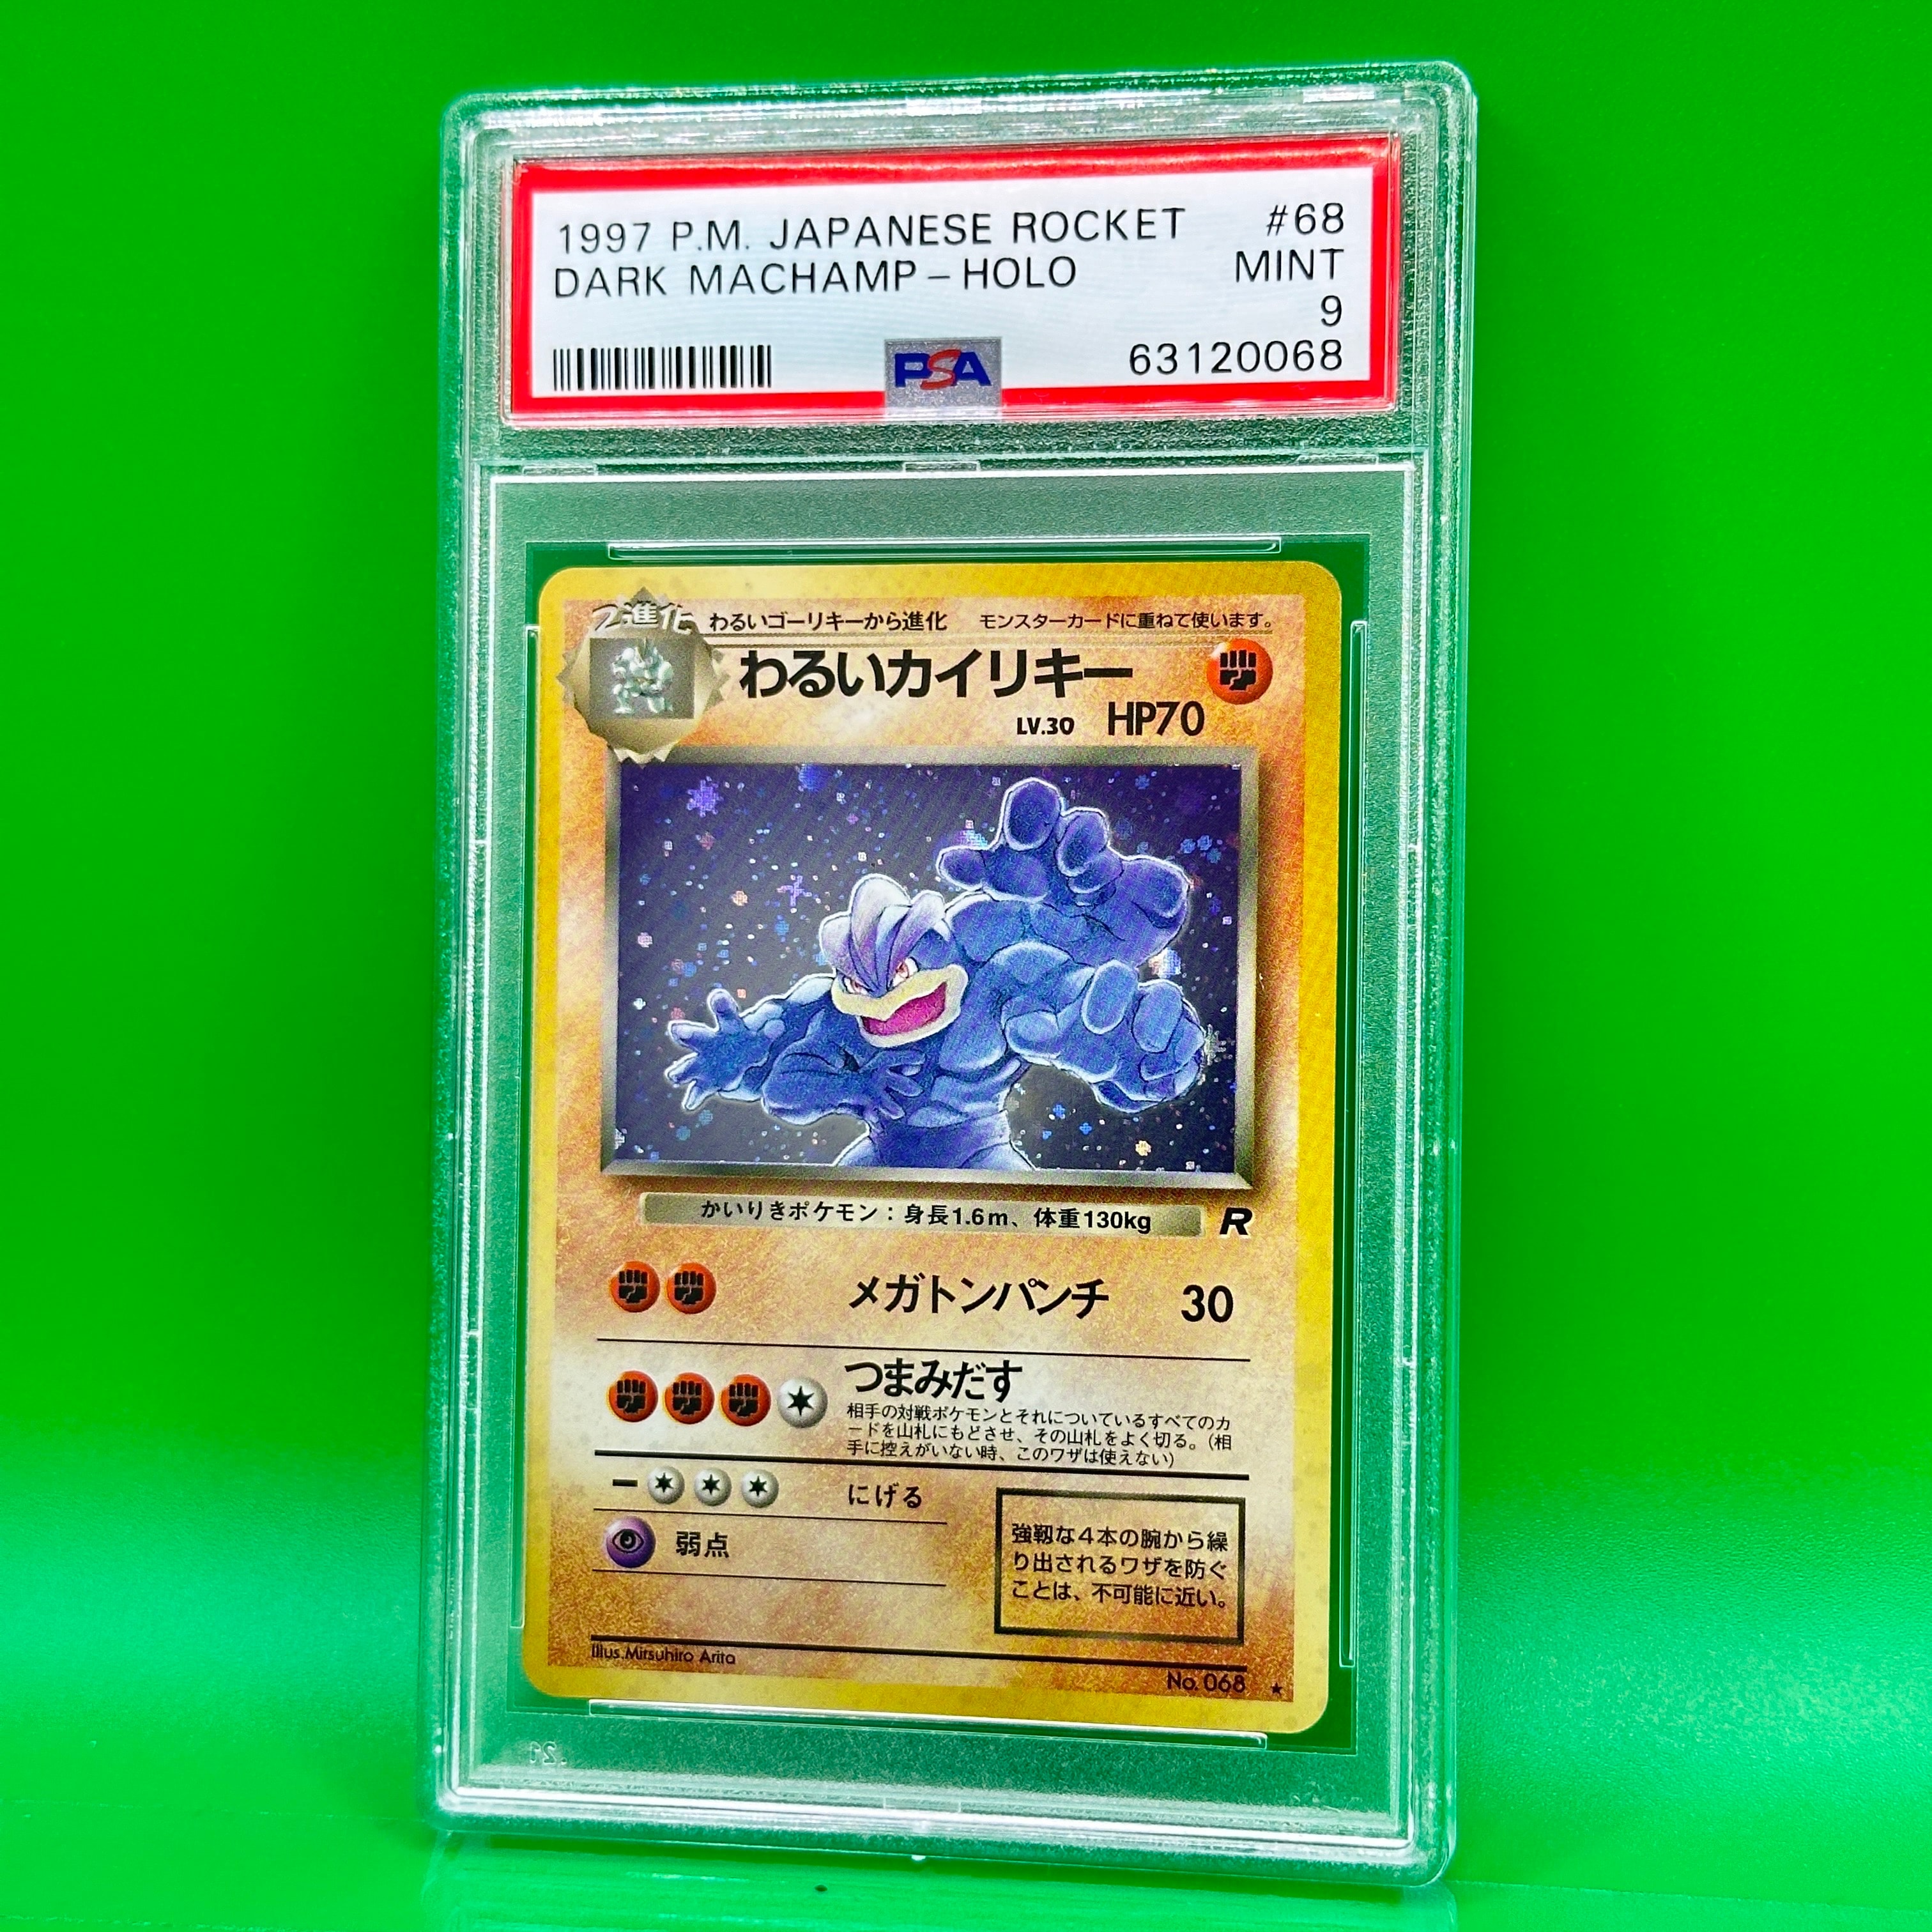 1997 P.M. JAPANESE ROCKET #68
DARK MACHAMP – HOLO MINT
9
PSA 63120068
2進化 わるいゴーリキーから進化 モンスターカードに重ねて使います。
わるいカイリキー
LV.30 HP70
かいりきポケモン：身長1.6m、体重130kg R
メガトンパンチ 30
つまみだす
相手の対戦ポケモンとそれについているすべてのカ
ードを山札にもどさせ、その山札をよく切る。（相
手に控えがいない時、このワザは使えない）
ー にげる
弱点
強靱な４本の腕から繰
り出されるワザを防ぐ
ことは、不可能に近い。
Illus.Mitsuhiro Arita
No. 068 ★
.21